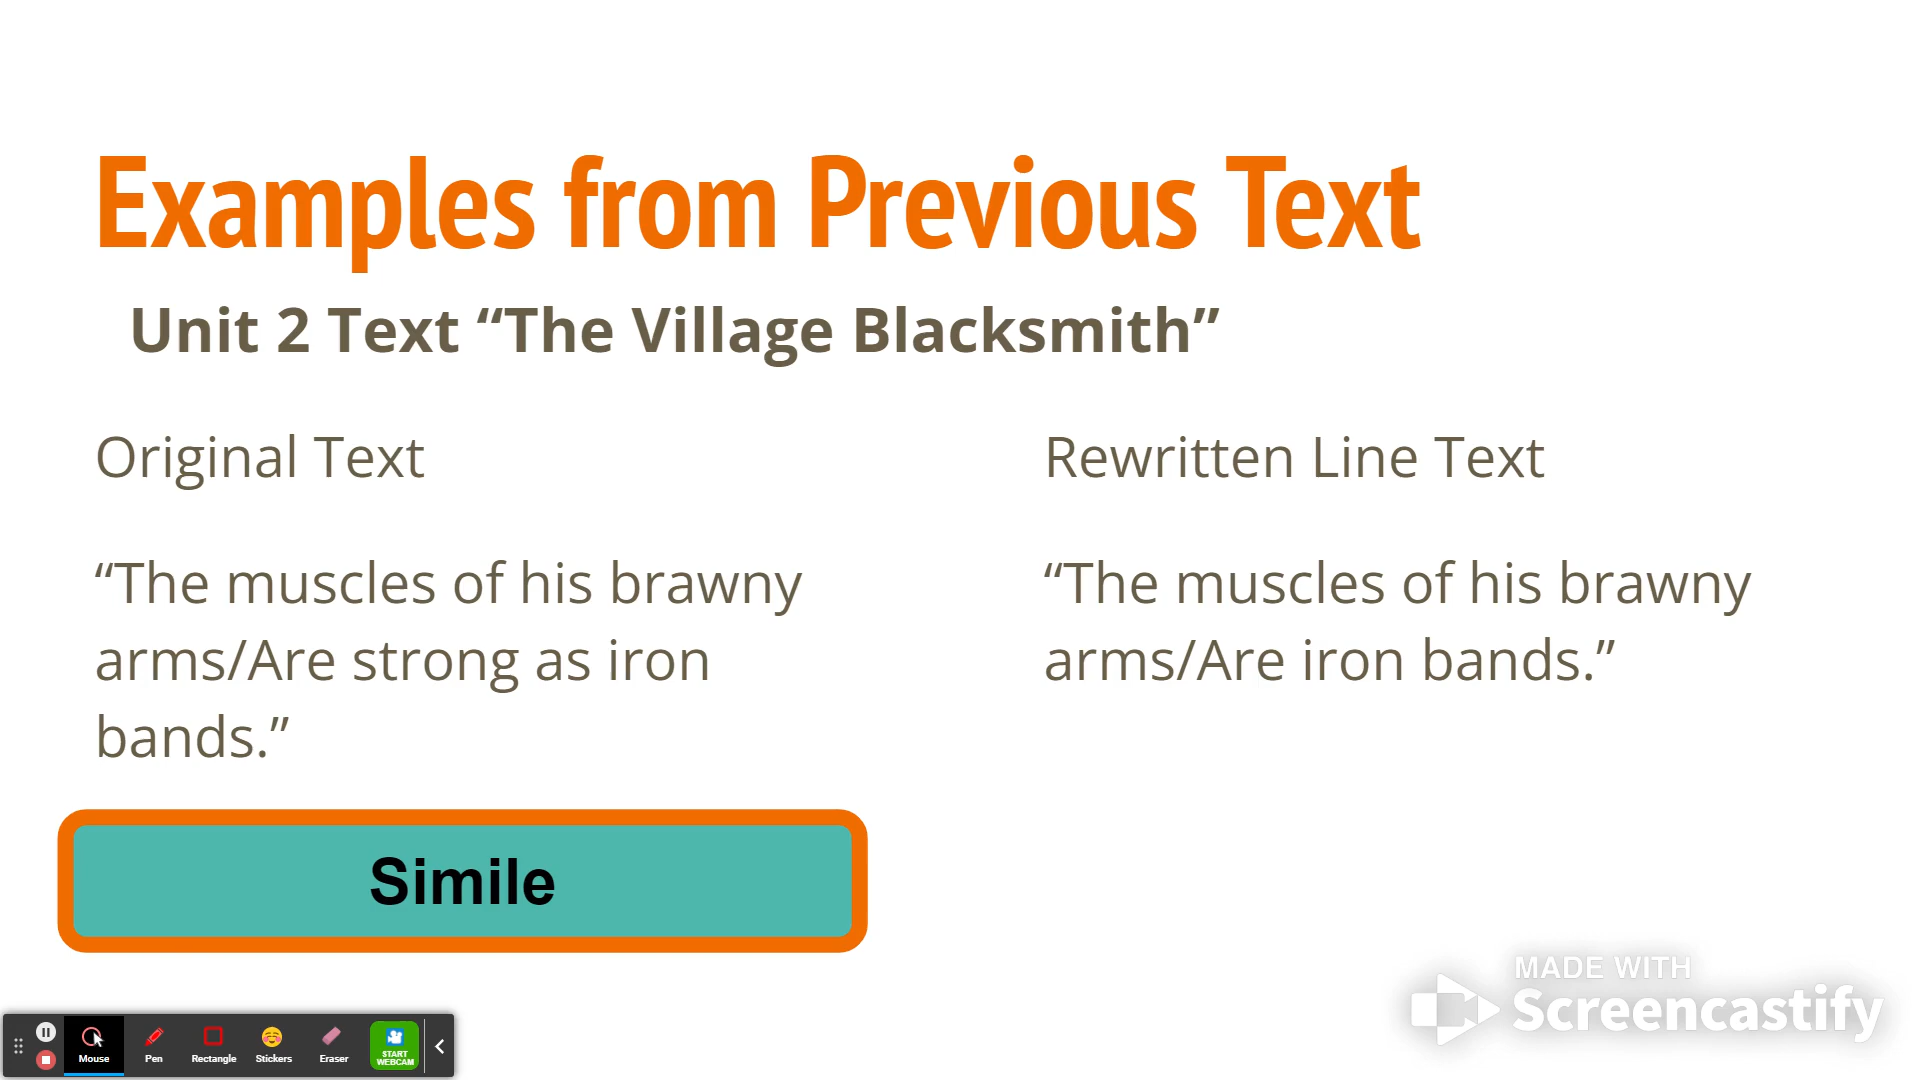 Examples from Previous Text
Unit 2 Text “The Village Blacksmith”
Original Text
“The muscles of his brawny
arms/Are strong as iron
bands.”
Simile
Rewritten Line Text
“The muscles of his brawny
arms/Are iron bands.”
MADE WITH
Screencastify
Mouse
Pen
Rectangle
Stickers
Eraser
START
WEBCAM